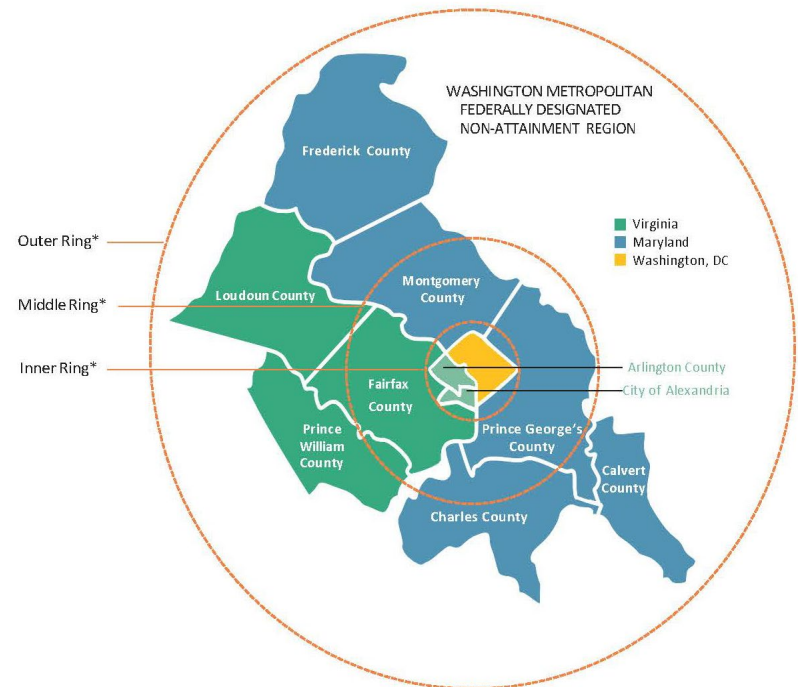 WASHINGTON METROPOLITAN
FEDERALLY DESIGNATED
NON-ATTAINMENT REGION
Frederick County
Virginia
Maryland
Washington, DC
Outer Ring*
Montgomery
County
Loudoun County
Middle Ring*
Inner Ring*
Arlington County
Fairfax
County
City of Alexandria
Prince
William
County
Prince George's
County
Calvert
County
Charles County